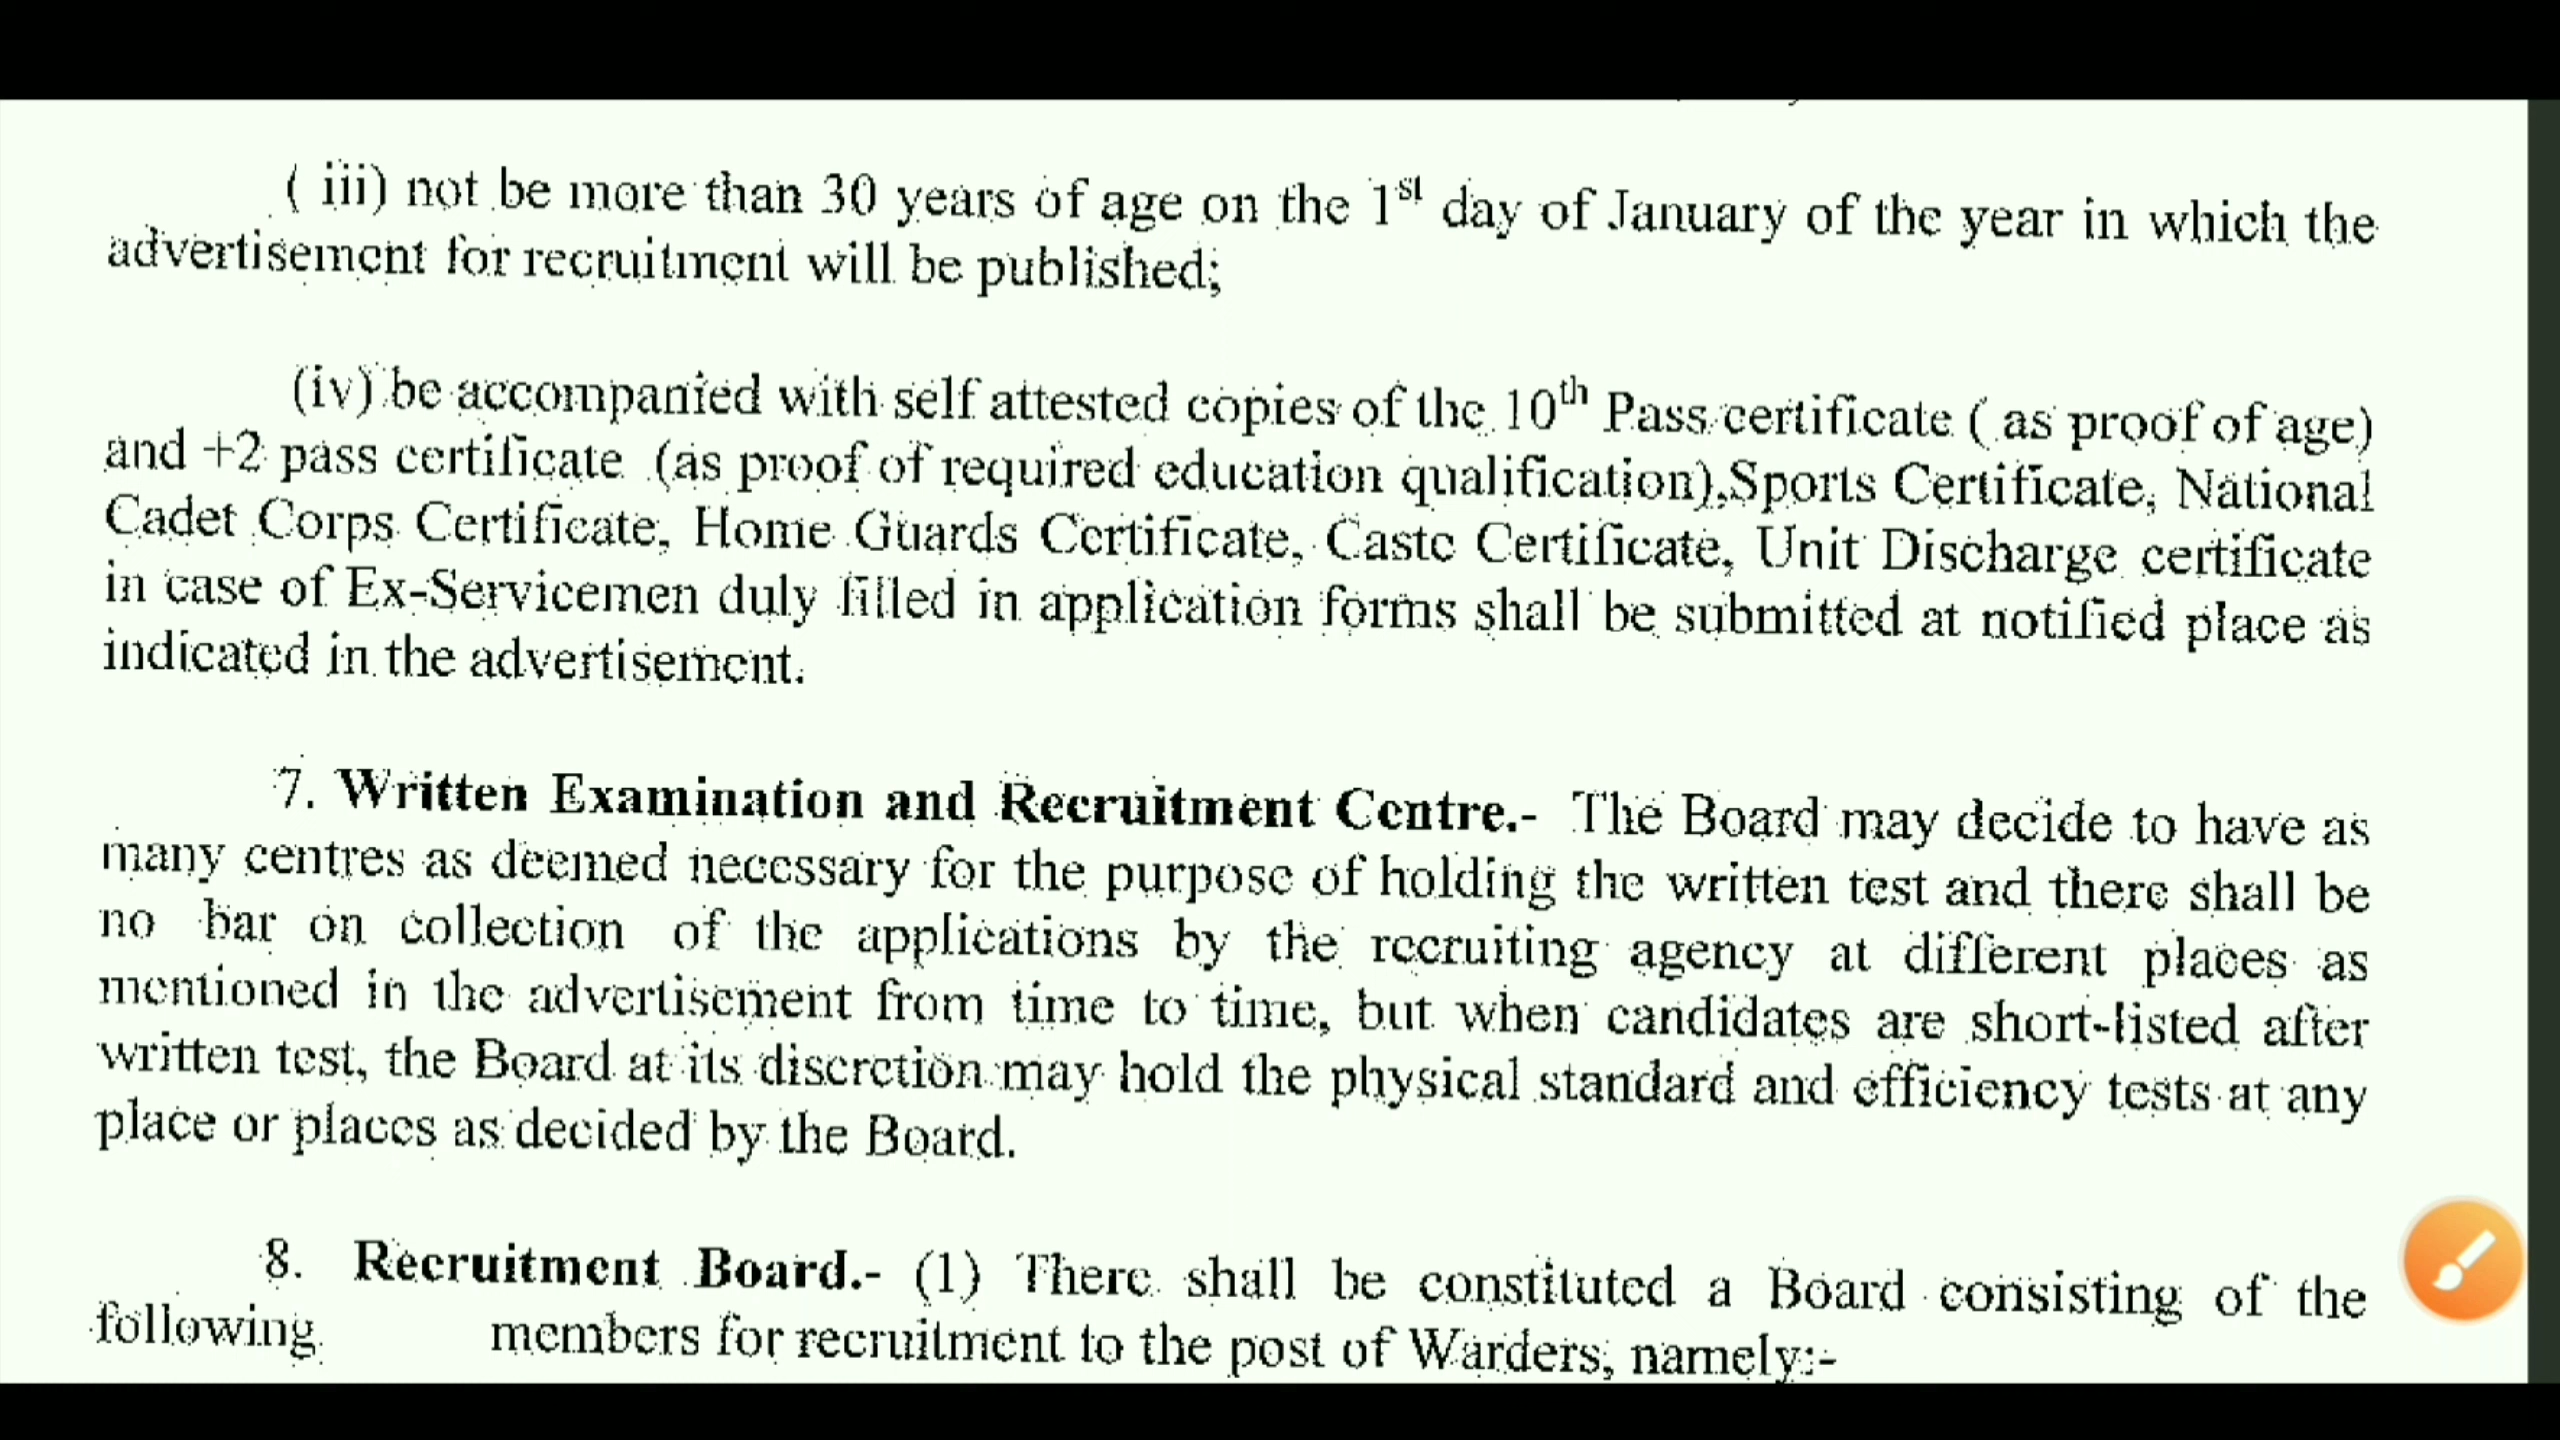 ( iii) not be more than 30 years of age on the 1st day of January of the year in which the
advertisement for recruitment will be published;
(iv) be accompanied with self attested copies of the 10th Pass certificate ( as proof of age)
and +2 pass certificate (as proof of required education qualification),Sports Certificate, National
Cadet Corps Certificate, Home Guards Certificate, Caste Certificate, Unit Discharge certificate
in case of Ex-Servicemen duly filled in application forms shall be submitted at notified place as
indicated in the advertisement.
7. Written Examination and Recruitment Centre.- The Board may decide to have as
many centres as deemed necessary for the purpose of holding the written test and there shall be
no bar on collection of the applications by the recruiting agency at different places as
mentioned in the advertisement from time to time, but when candidates are short-listed after
written test, the Board at its discretion may hold the physical standard and efficiency tests at any
place or places as decided by the Board.
8. Recruitment Board.- (1) There shall be constituted a Board consisting of the
following members for recruitment to the post of Warders, namely:-